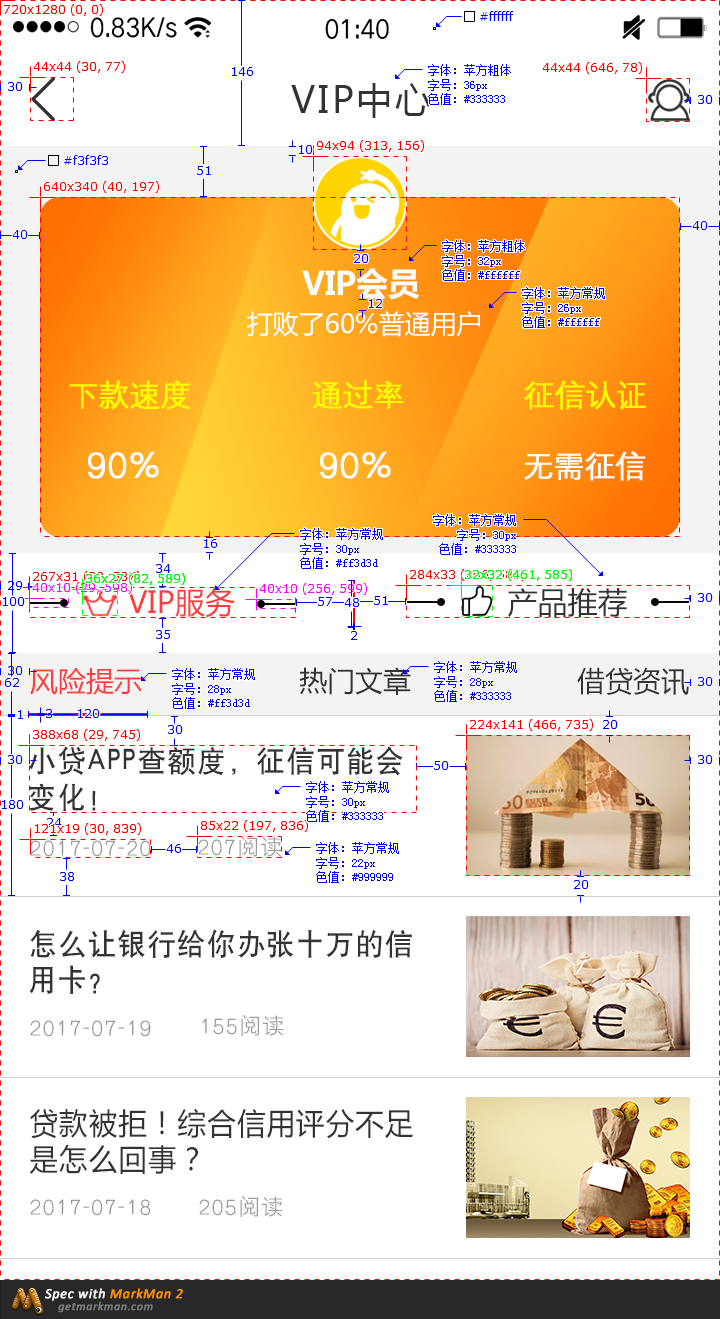 720x1280 (0, 0)
0.83K/s 01:40 #ffffff
44x44 (30, 77)
146
字体: 苹方粗体
字号: 36px
色值: #333333
44x44 (646, 78)
30
VIP中心
30
#f3f3f3
51
10
94x94 (313, 156)
640x340 (40, 197)
40
40
20
字体: 苹方粗体
字号: 32px
色值: #ffffff
VIP会员
12
字体: 苹方常规
字号: 26px
色值: #ffffff
打败了60%普通用户
下款速度 通过率 征信认证
90% 90% 无需征信
16
字体: 苹方常规
字号: 30px
色值: #ff3d3d
字体: 苹方常规
字号: 30px
色值: #333333
34
29
100
36x27 (82, 589)
40x10 (29, 598)
40x10 (256, 599)
32x32 (461, 585)
VIP服务
57
48
51
产品推荐
30
35
2
30
62
风险提示
字体: 苹方常规
字号: 28px
色值: #ff3d3d
热门文章
字体: 苹方常规
字号: 28px
色值: #333333
借贷资讯
30
1
3
120
30
20
388x68 (29, 745)
224x141 (466, 735)
30
小贷APP查额度，征信可能会
变化！
50
30
字体: 苹方常规
字号: 30px
色值: #333333
180
24
121x19 (30, 839)
85x22 (197, 836)
2017-07-20
46
207阅读
字体: 苹方常规
字号: 22px
色值: #999999
38
20
怎么让银行给你办张十万的信
用卡？
2017-07-19 155阅读
贷款被拒！综合信用评分不足
是怎么回事？
2017-07-18 205阅读
Spec with MarkMan 2
getmarkman.com